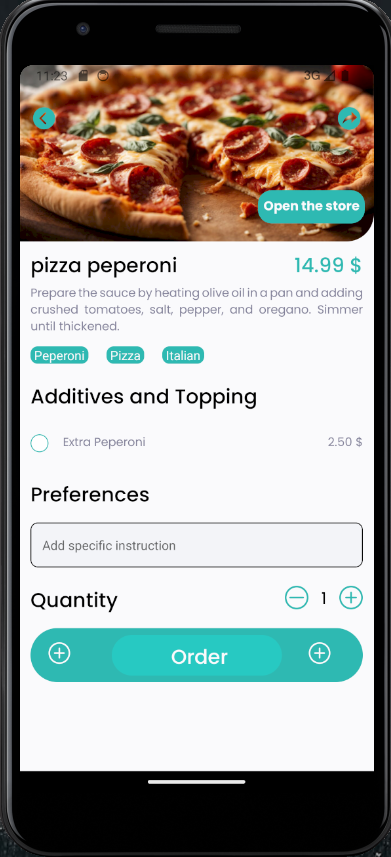 11:23 3G
Open the store
pizza peperoni 14.99 $
Prepare the sauce by heating olive oil in a pan and adding
crushed tomatoes, salt, pepper, and oregano. Simmer
until thickened.
Peperoni Pizza Italian
Additives and Topping
Extra Peperoni 2.50 $
Preferences
Add specific instruction
Quantity 1
Order